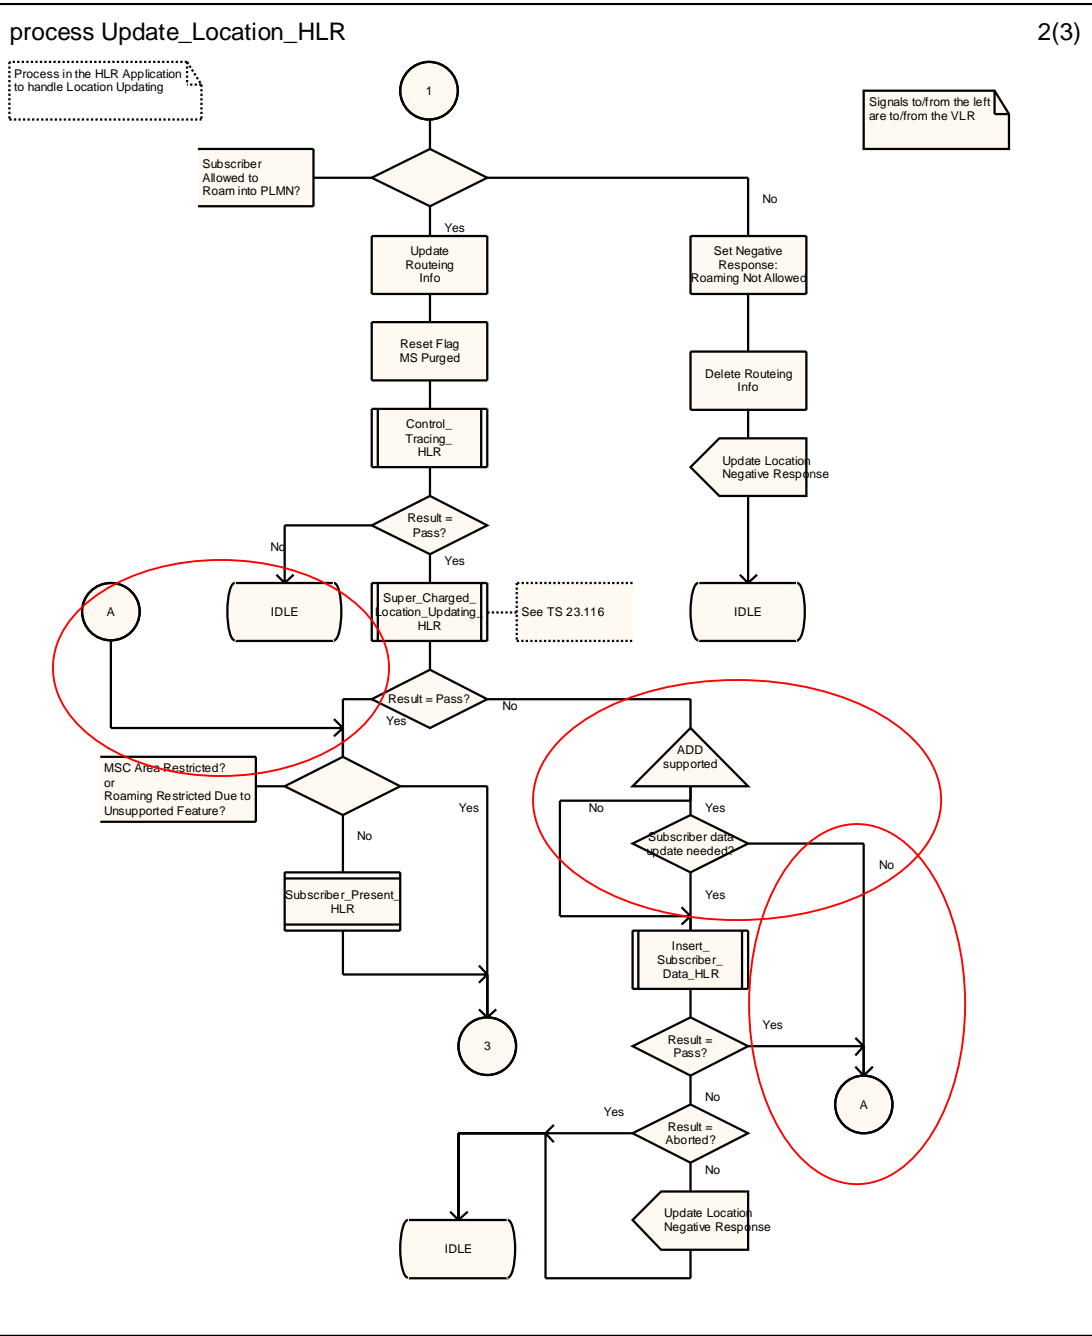 process Update_Location_HLR
2(3)
Process in the HLR Application
to handle Location Updating
1
Signals to/from the left
are to/from the VLR
Subscriber
Allowed to
Roam into PLMN?
No
Yes
Update
Routeing
Info
Set Negative
Response:
Roaming Not Allowed
Reset Flag
MS Purged
Delete Routeing
Info
Control_
Tracing_
HLR
Update Location
Negative Response
Result =
Pass?
No
Yes
A
IDLE
Super_Charged_
Location_Updating_
HLR
See TS 23.116
IDLE
Result = Pass?
No
Yes
ADD
supported
MSC Area Restricted?
or
Roaming Restricted Due to
Unsupported Feature?
Yes
No
Yes
No
Subscriber data
update needed?
No
Subscriber_Present_
HLR
Yes
Insert_
Subscriber_
Data_HLR
3
Result =
Pass?
Yes
No
A
Yes
Result =
Aborted?
No
Update Location
Negative Response
IDLE